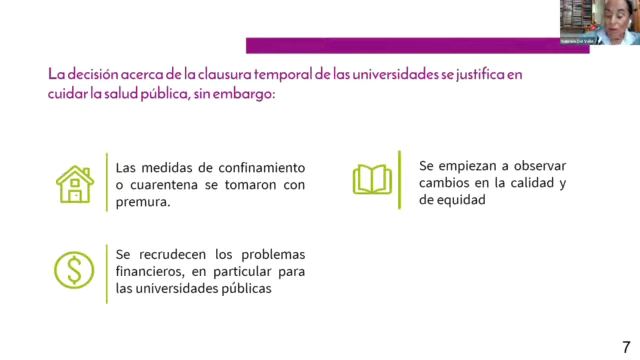 La decisión acerca de la clausura temporal de las universidades se justifica en
cuidar la salud pública, sin embargo:
Las medidas de confinamiento
o cuarentena se tomaron con
premura.
Se empiezan a observar
cambios en la calidad y
de equidad
Se recrudecen los problemas
financieros, en particular para
las universidades públicas
7